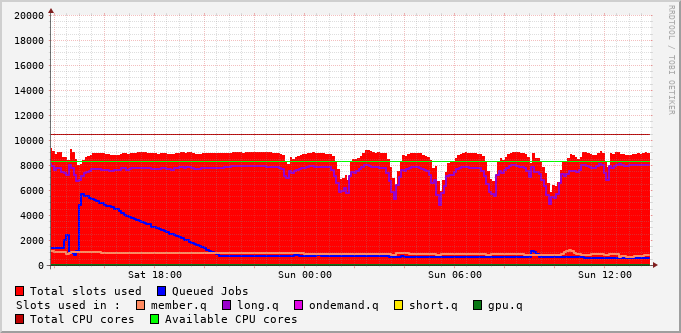 RRDTOOL / TOBI OETIKER
20000
18000
16000
14000
12000
10000
8000
6000
4000
2000
0
Sat 18:00 Sun 00:00 Sun 06:00 Sun 12:00
Total slots used Queued Jobs
Slots used in : member.q long.q ondemand.q short.q gpu.q
Total CPU cores Available CPU cores